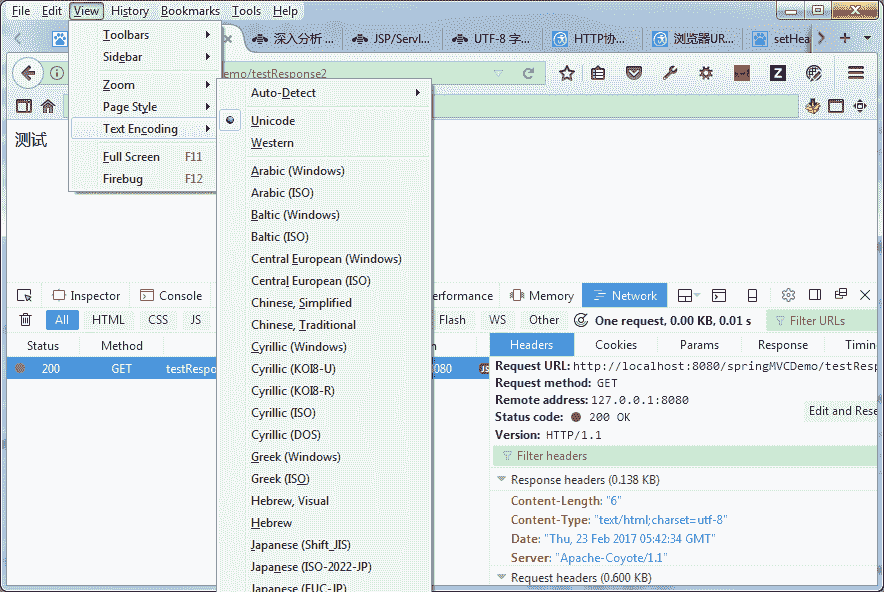 File Edit View History Bookmarks Tools Help
深入分析 ... JSP/Servl... UTF-8 字... HTTP协... 浏览器UR... setHea
Toolbars
Sidebar
Zoom
Page Style
Text Encoding
Full Screen F11
Firebug F12
emo/testResponse2
测试
Auto-Detect
Unicode
Western
Arabic (Windows)
Arabic (ISO)
Baltic (Windows)
Baltic (ISO)
Central European (Windows)
Central European (ISO)
Chinese, Simplified
Chinese, Traditional
Cyrillic (Windows)
Cyrillic (KOI8-U)
Cyrillic (KOI8-R)
Cyrillic (ISO)
Cyrillic (DOS)
Greek (Windows)
Greek (ISO)
Hebrew, Visual
Hebrew
Japanese (Shift_JIS)
Japanese (ISO-2022-JP)
Japanese (EUC-JP)
Inspector Console erformance Memory Network
All HTML CSS JS Flash WS Other One request, 0.00 KB, 0.01 s Filter URLs
Status Method Headers Cookies Params Response Timin
200 GET testRespo 080 JS
Request URL: http://localhost:8080/springMVCDemo/testResp
Request method: GET
Remote address: 127.0.0.1:8080
Status code: 200 OK
Edit and Rese
Version: HTTP/1.1
Filter headers
Response headers (0.138 KB)
Content-Length: "6"
Content-Type: "text/html;charset=utf-8"
Date: "Thu, 23 Feb 2017 05:42:34 GMT"
Server: "Apache-Coyote/1.1"
Request headers (0.600 KB)